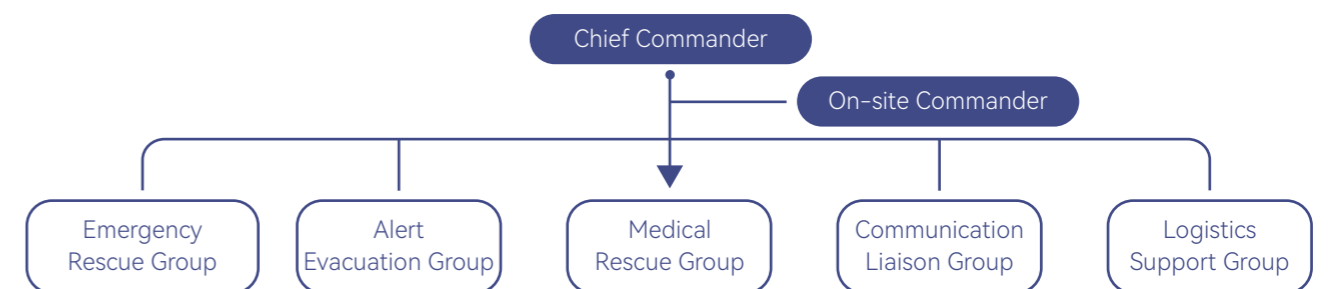 Chief Commander
On-site Commander
Emergency
Rescue Group
Alert
Evacuation Group
Medical
Rescue Group
Communication
Liaison Group
Logistics
Support Group